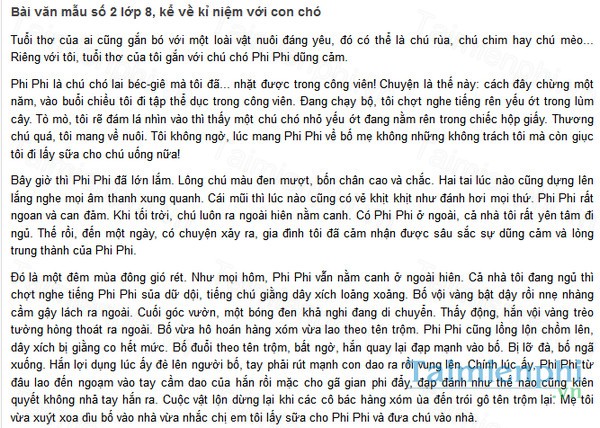 Bài văn mẫu số 2 lớp 8, kể về kỉ niệm với con chó
Tuổi thơ của ai cũng gắn bó với một loài vật nuôi đáng yêu, đó có thể là chú rùa, chú chim hay chú mèo...
Riêng với tôi, tuổi thơ của tôi gắn với chú chó Phi Phi dũng cảm.
Phi Phi là chú chó lai béc-giê mà tôi đã... nhặt được trong công viên! Chuyện là thế này: cách đây chừng một
năm, vào buổi chiều tôi đi tập thể dục trong công viên. Đang chạy bộ, tôi chợt nghe tiếng rên yếu ớt trong lùm
cây. Tò mò, tôi rẽ đám lá nhìn vào thì thấy một chú chó nhỏ yếu ớt đang nằm rên trong chiếc hộp giấy. Thương
chú quá, tôi mang về nuôi. Tôi không ngờ, lúc mang Phi Phi về bố mẹ không những không trách tôi mà còn giục
tôi đi lấy sữa cho chú uống nữa!
Bây giờ thì Phi Phi đã lớn lắm. Lông chú màu đen mượt, bốn chân cao và chắc. Hai tai lúc nào cũng dựng lên
lắng nghe mọi âm thanh xung quanh. Cái mũi thì lúc nào cũng có vẻ khịt khịt như đánh hơi mọi thứ. Phi Phi rất
ngoan và can đảm. Khi tối trời, chú luôn ra ngoài hiên nằm canh. Có Phi Phi ở ngoài, cả nhà tôi rất yên tâm đi
ngủ. Thế rồi, đến một ngày, có chuyện xảy ra, gia đình tôi đã cảm nhận được sâu sắc sự dũng cảm và lòng
trung thành của Phi Phi.
Đó là một đêm mùa đông gió rét. Như mọi hôm, Phi Phi vẫn nằm canh ở ngoài hiên. Cả nhà tôi đang ngủ thì
chợt nghe tiếng Phi Phi sủa dữ dội, tiếng chú giằng dây xích loảng xoảng. Bố vội vàng bật dậy rồi nhẹ nhàng
cầm gậy lách ra ngoài. Cuối góc vườn, một bóng đen khả nghi đang di chuyển. Thấy động, hắn vội vàng trèo
tường hòng thoát ra ngoài. Bố vừa hô hoán hàng xóm vừa lao theo tên trộm. Phi Phi cũng lồng lộn chồm lên,
dây xích bị giằng co hết mức. Bố đuổi theo tên trộm, bất ngờ, hắn quay lại đạp mạnh vào bố. Bị lỡ đà, bố ngã
xuống. Hắn lợi dụng lúc ấy đè lên người bố, tay phải rút mạnh con dao ra rồi vung lên. Chính lúc ấy, Phi Phi từ
đâu lao đến ngoạm vào tay cầm dao của hắn rồi mặc cho gã gian phi đẩy, đạp đánh như thế nào cũng kiên
quyết không nhả tay hắn ra. Cuộc vật lộn dừng lại khi các cô bác hàng xóm ùa đến trói gô tên trộm lại. Mẹ tôi
vừa xuýt xoa dìu bố vào nhà vừa nhắc chị em tôi lấy sữa cho Phi Phi và đưa chú vào nhà.
Taimienphi
.vn